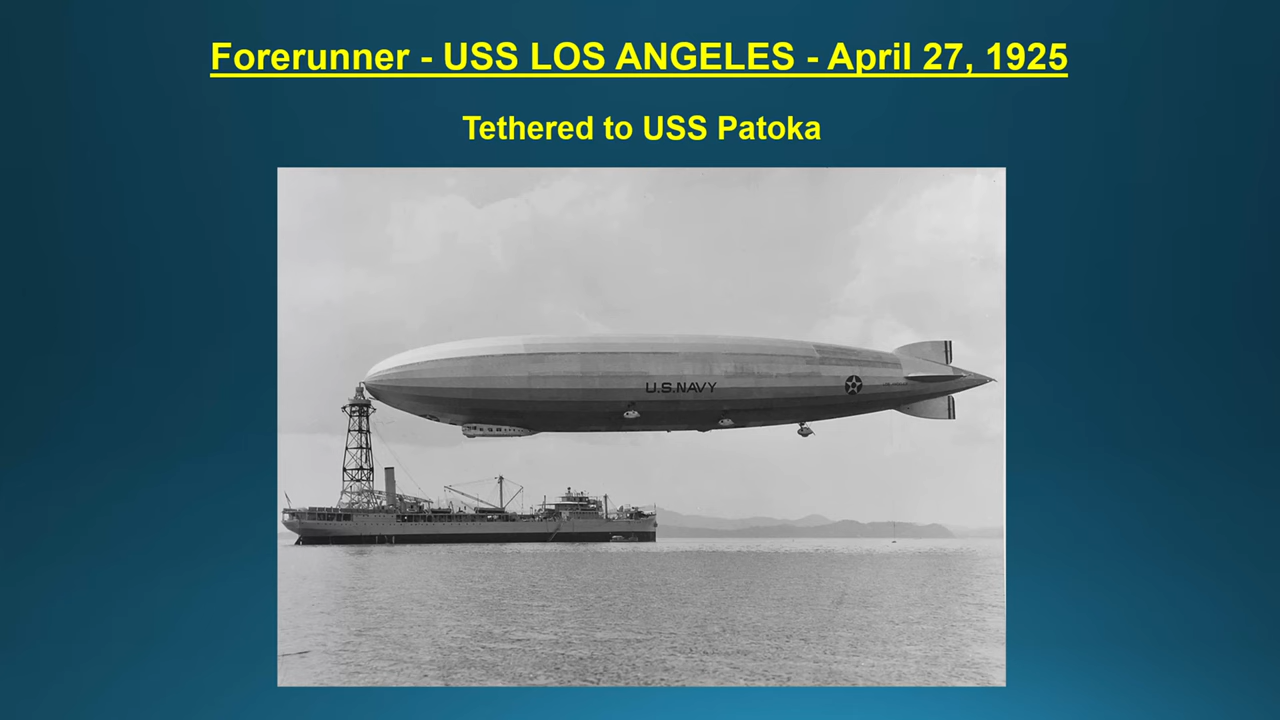 Forerunner - USS LOS ANGELES - April 27, 1925
Tethered to USS Patoka
U.S.NAVY